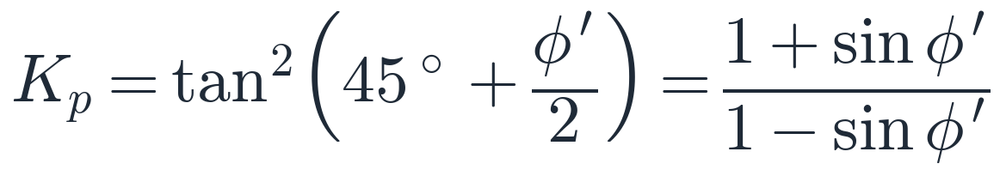 K_p = tan²(45° + ϕ′/2) = (1 + sin ϕ′)/(1 − sin ϕ′)